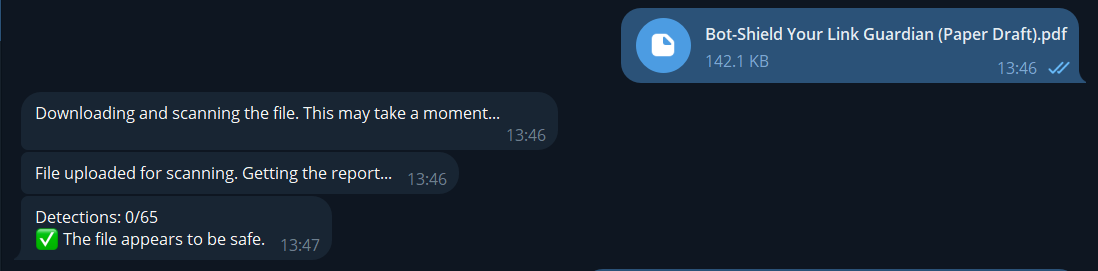 Bot-Shield Your Link Guardian (Paper Draft).pdf
142.1 KB
13:46
Downloading and scanning the file. This may take a moment...
13:46
File uploaded for scanning. Getting the report...
13:46
Detections: 0/65
✅ The file appears to be safe.
13:47